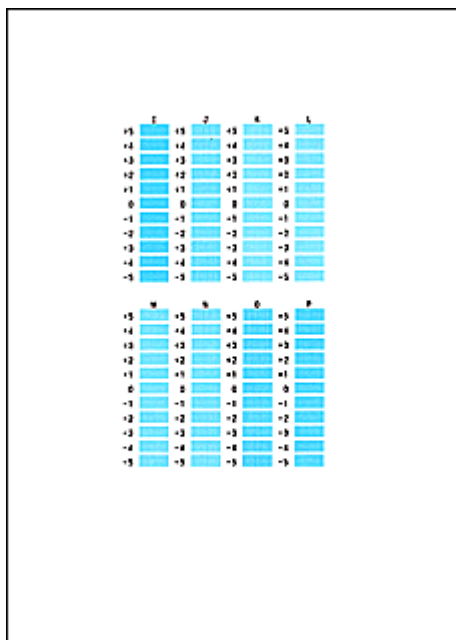 I J K L
+5 +5 +5 +5
+4 +4 +4 +4
+3 +3 +3 +3
+2 +2 +2 +2
+1 +1 +1 +1
0 0 0 0
-1 -1 -1 -1
-2 -2 -2 -2
-3 -3 -3 -3
-4 -4 -4 -4
-5 -5 -5 -5
M N O P
+5 +5 +5 +5
+4 +4 +4 +4
+3 +3 +3 +3
+2 +2 +2 +2
+1 +1 +1 +1
0 0 0 0
-1 -1 -1 -1
-2 -2 -2 -2
-3 -3 -3 -3
-4 -4 -4 -4
-5 -5 -5 -5